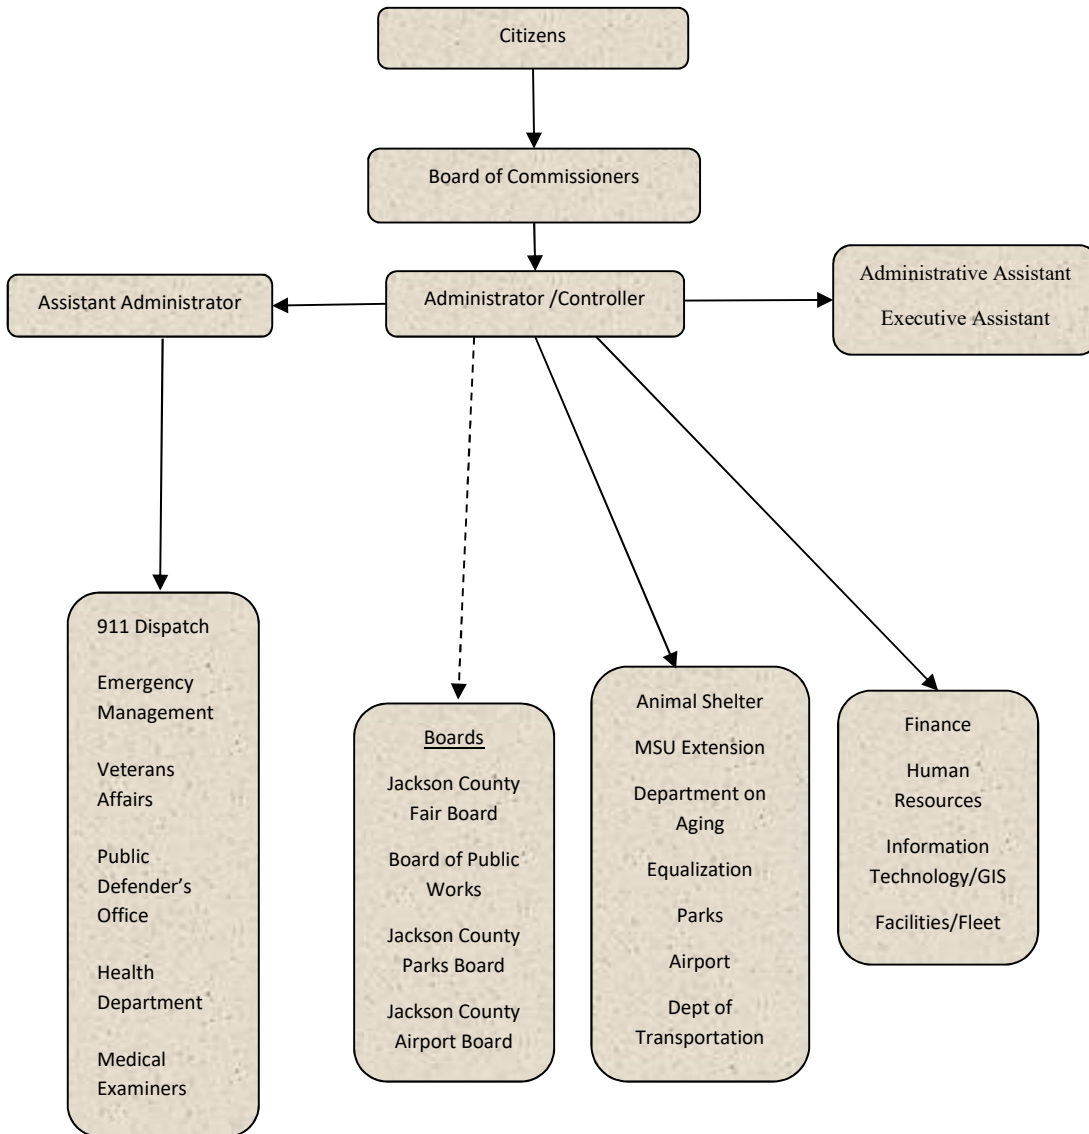 Citizens
Board of Commissioners
Assistant Administrator
Administrator /Controller
Administrative Assistant
Executive Assistant
911 Dispatch
Emergency
Management
Veterans
Affairs
Public
Defender’s
Office
Health
Department
Medical
Examiners
Boards
Jackson County
Fair Board
Board of Public
Works
Jackson County
Parks Board
Jackson County
Airport Board
Animal Shelter
MSU Extension
Department on
Aging
Equalization
Parks
Airport
Dept of
Transportation
Finance
Human
Resources
Information
Technology/GIS
Facilities/Fleet